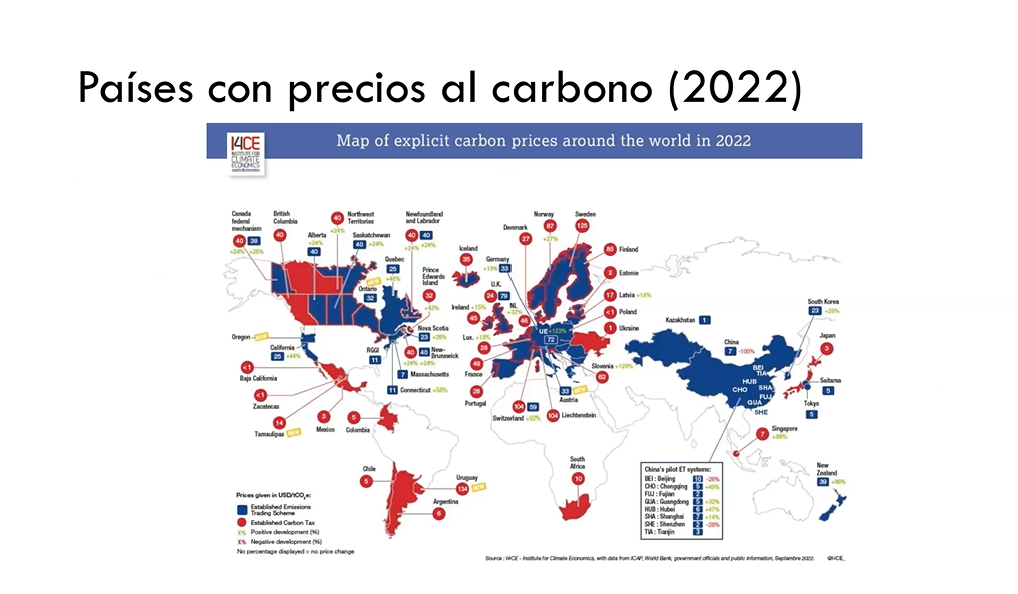 Países con precios al carbono (2022)
I4CE
INSTITUTE FOR
CLIMATE
ECONOMICS
Map of explicit carbon prices around the world in 2022
Canada
federal
mechanism
40 39
+24% +26%
British
Columbia
40
Alberta
+24%
40
40
Northwest
Territories
+24%
Saskatchewan
40 +24%
Newfoundland
and Labrador
40 40
+24% +24%
Quebec
25
+43%
NEW
Ontario
32
Prince
Edwards
Island
32
+42%
Nova Scotia
23 +26%
40 40 New-
Brunswick
+24% +24%
7 Massachusetts
11 Connecticut +58%
RGGI
11
Oregon NEW
California
25 +44%
<1
Baja California
<1
Zacatecas
14
Tamaulipas NEW
3
Mexico
5
Colombia
Chile
5
Uruguay
134 NEW
Argentina
6
Iceland
35
Denmark
27
Norway
87
+27%
Sweden
125
85 Finland
2 Estonie
17 Latvia +16%
<1 Poland
1 Ukraine
Germany
+13% 33
U.K.
24 79
NL
+32%
46
Ireland +15%
45
Lux. +18%
28
49
France
28
Portugal
UE +123%
72
Slovenia +120%
62
33 NEW
Austria
104 59
Switzerland +32%
104 Liechtenstein
South
Africa
10
Kazakhstan 1
China
7 -100%
BEI
TIA
HUB
CHO
SHA
FUJ
GUA
SHE
South Korea
23 +29%
Japan
3
Saitama
5
Tokyo
5
Singapore
7
+68%
New
Zealand
39
China's pilot ET systems:
BEI : Beijing 10 -26%
CHO : Chongqing 5 +49%
FUJ : Fujian 2
GUA : Guangdong 5 +32%
HUB : Hubei 6 +47%
SHA : Shanghai 7 +14%
SHE : Shenzhen 2 -28%
TIA : Tianjin 3
Prices given in USD/tCO2e:
Established Emissions
Trading Scheme
Established Carbon Tax
X% Positive development (%)
X% Negative development (%)
No percentage displayed = no price change
Source : I4CE - Institute for Climate Economics, with data from ICAP, World Bank, government officials and public information, Septembre 2022. @I4CE_